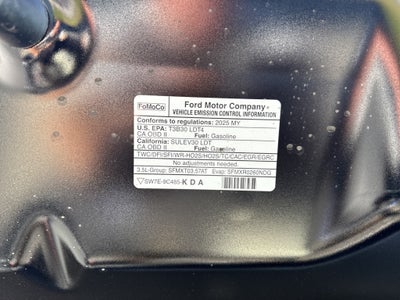 FoMoCo
Ford Motor Company
VEHICLE EMISSION CONTROL INFORMATION
Conforms to regulations: 2025 MY
U.S. EPA: T3B30 LDT4
CA OBD II Fuel: Gasoline
California: SULEV30 LDT
CA OBD II Fuel: Gasoline
TWC/DFI/SFI/WR-HO2S/HO2S/TC/CAC/EGR/EGRC
No adjustments needed.
3.5L-Group: SFMXT03.57AT Evap: SFMXR0260NDG
SW7E-9C485-KDA